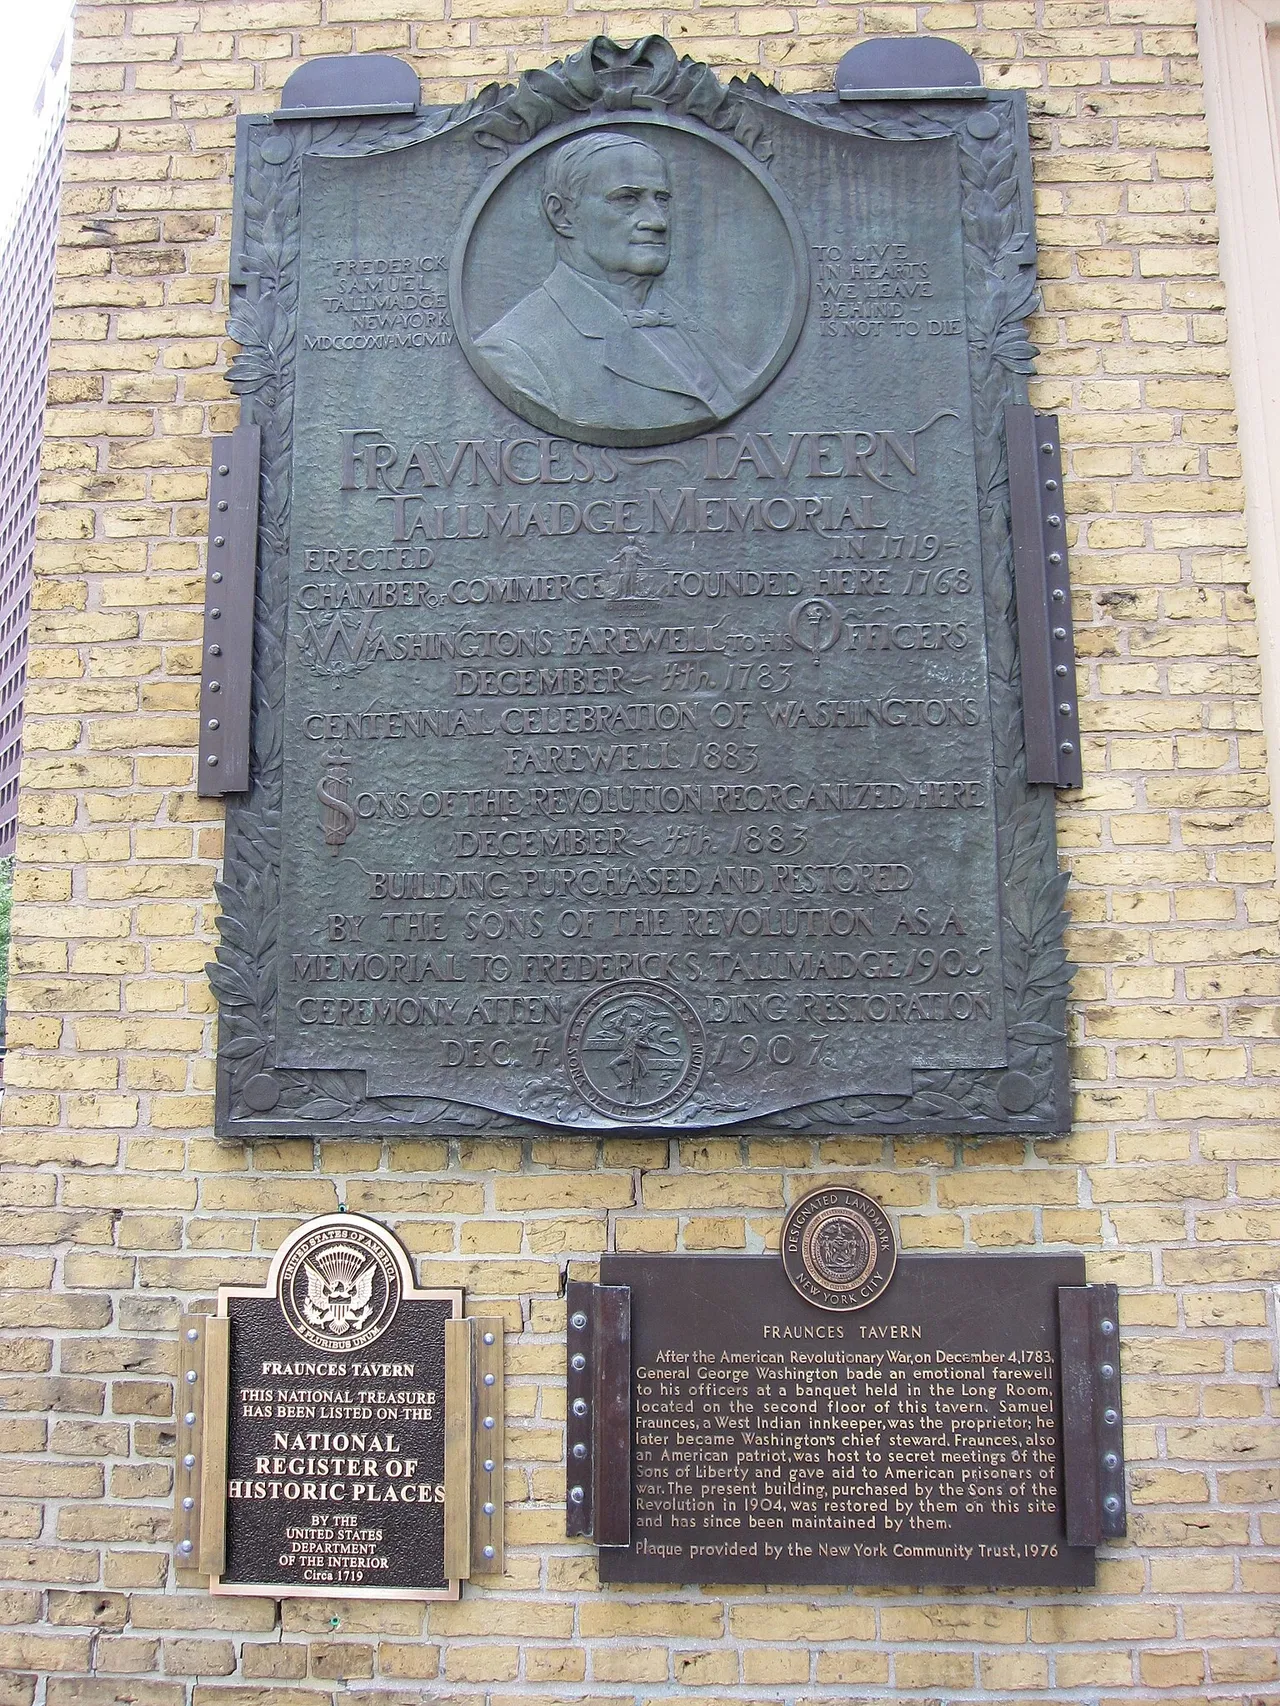 FREDERICK
SAMUEL
TALLMADGE
NEW·YORK
TO LIVE
IN HEARTS
WE LEAVE
BEHIND~
IS NOT TO DIE
FRAVNCES~TAVERN
TALLMADGE MEMORIAL
ERECTED IN 1719~
CHAMBER OF COMMERCE FOUNDED HERE 1768
WASHINGTONS FAREWELL TO HIS OFFICERS
DECEMBER~4th 1783
CENTENNIAL CELEBRATION OF WASHINGTONS
FAREWELL 1883
SONS OF THE REVOLUTION REORGANIZED HERE
DECEMBER~4th 1883
BUILDING PURCHASED AND RESTORED
BY THE SONS OF THE REVOLUTION AS A
MEMORIAL TO FREDERICK S. TALLMADGE 1905
CEREMONY ATTENDING RESTORATION
DEC. 4 1907.
SONS OF THE REVOLUTION
UNITED STATES OF AMERICA
E PLURIBUS UNUM
FRAUNCES TAVERN
THIS NATIONAL TREASURE
HAS BEEN LISTED ON THE
NATIONAL
REGISTER OF
HISTORIC PLACES
BY THE
UNITED STATES
DEPARTMENT
OF THE INTERIOR
Circa 1719
DESIGNATED LANDMARK
NEW YORK CITY
FRAUNCES TAVERN
After the American Revolutionary War, on December 4, 1783,
General George Washington bade an emotional farewell
to his officers at a banquet held in the Long Room,
located on the second floor of this tavern. Samuel
Fraunces, a West Indian innkeeper, was the proprietor; he
later became Washington's chief steward. Fraunces, also
an American patriot, was host to secret meetings of the
Sons of Liberty and gave aid to American prisoners of
war. The present building, purchased by the Sons of the
Revolution in 1904, was restored by them on this site
and has since been maintained by them.
Plaque provided by the New York Community Trust, 1976